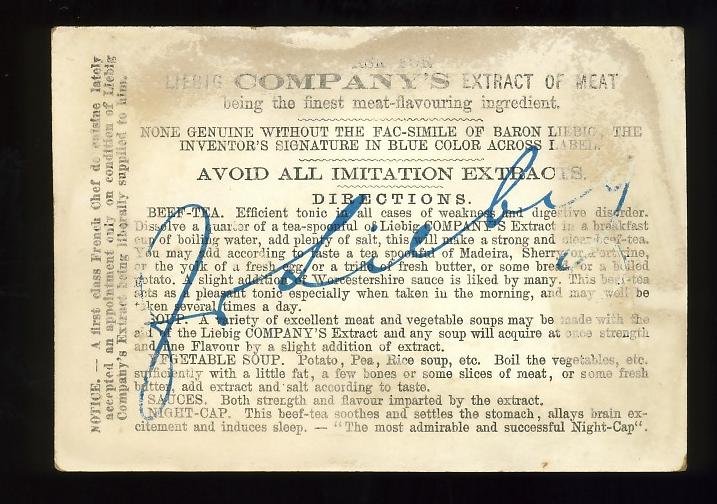 ASK FOR
LIEBIG COMPANY'S EXTRACT OF MEAT
being the finest meat-flavouring ingredient.
NONE GENUINE WITHOUT THE FAC-SIMILE OF BARON LIEBIG, THE
INVENTOR'S SIGNATURE IN BLUE COLOR ACROSS LABEL.
AVOID ALL IMITATION EXTRACTS.
DIRECTIONS.
BEEF-TEA. Efficient tonic in all cases of weakness and digestive disorder.
Dissolve a quarter of a tea-spoonful of Liebig COMPANY'S Extract in a breakfast
cup of boiling water, add plenty of salt, this will make a strong and clear beef-tea.
You may add according to taste a tea spoonful of Madeira, Sherry or Port wine,
or the yolk of a fresh egg, or a trifle of fresh butter, or some bread or a boiled
potato. A slight addition of Worcestershire sauce is liked by many. This beef-tea
acts as a pleasant tonic especially when taken in the morning, and may well be
taken several times a day.
SOUP. A variety of excellent meat and vegetable soups may be made with the
aid of the Liebig COMPANY'S Extract and any soup will acquire at once strength
and fine Flavour by a slight addition of extract.
VEGETABLE SOUP. Potato, Pea, Rice soup, etc. Boil the vegetables, etc.
sufficiently with a little fat, a few bones or some slices of meat, or some fresh
butter, add extract and salt according to taste.
SAUCES. Both strength and flavour imparted by the extract.
NIGHT-CAP. This beef-tea soothes and settles the stomach, allays brain ex-
citement and induces sleep. — "The most admirable and successful Night-Cap".
NOTICE. — A first class French Chef de cuisine lately
accepted an appointment only on condition of Liebig
Company's Extract being liberally supplied to him.
J v Liebig